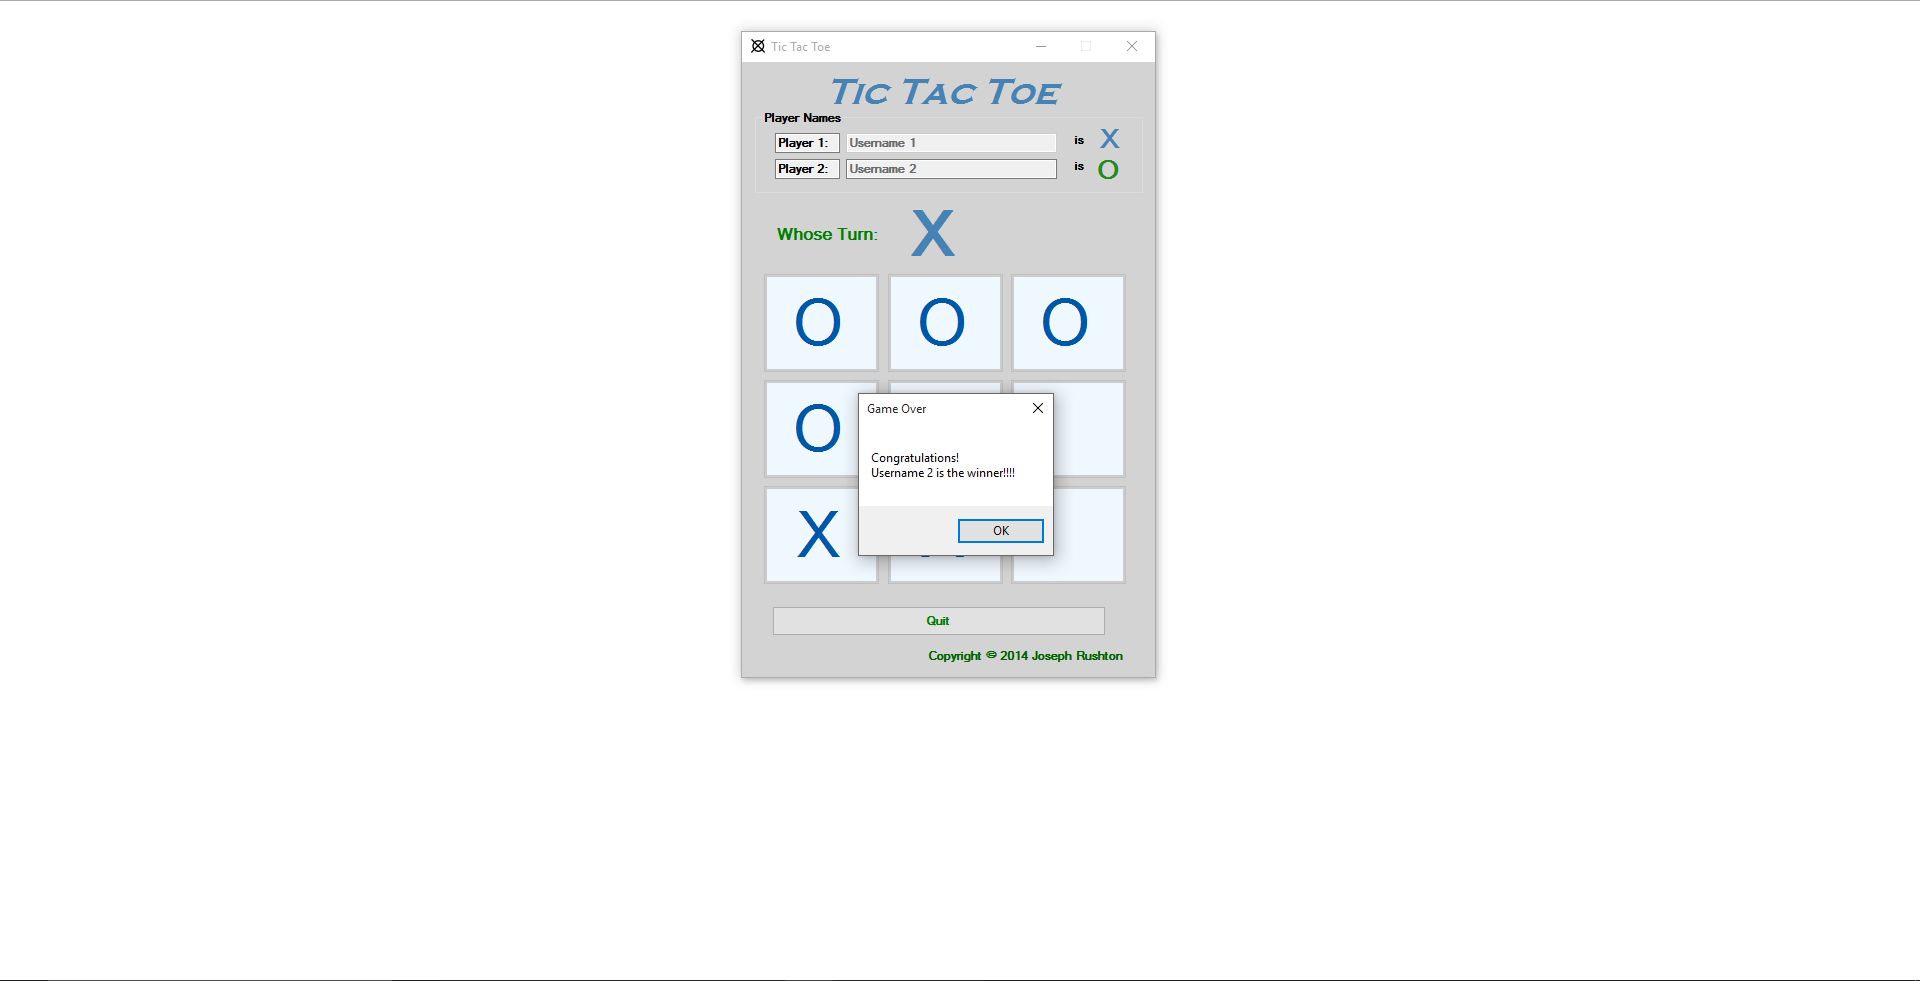 Tic Tac Toe
Tic Tac Toe
Player Names
Player 1: Username 1 is X
Player 2: Username 2 is O
Whose Turn: X
O O O
O
Game Over
Congratulations!
Username 2 is the winner!!!!
OK
X
Quit
Copyright © 2014 Joseph Rushton